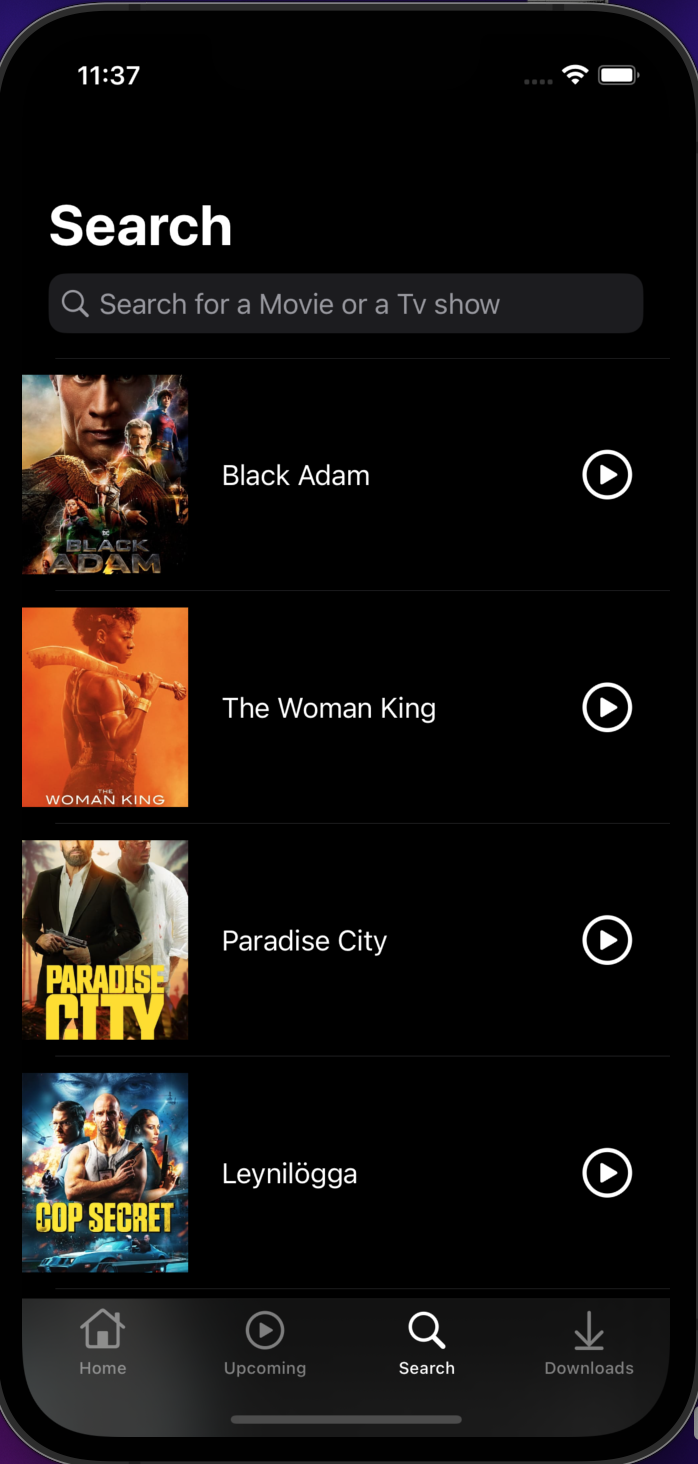 11:37
Search
Search for a Movie or a Tv show
DC
BLACK
ADAM
Black Adam
THE
WOMAN KING
The Woman King
PARADISE
CITY
Paradise City
COP SECRET
Leynilögga
Home
Upcoming
Search
Downloads